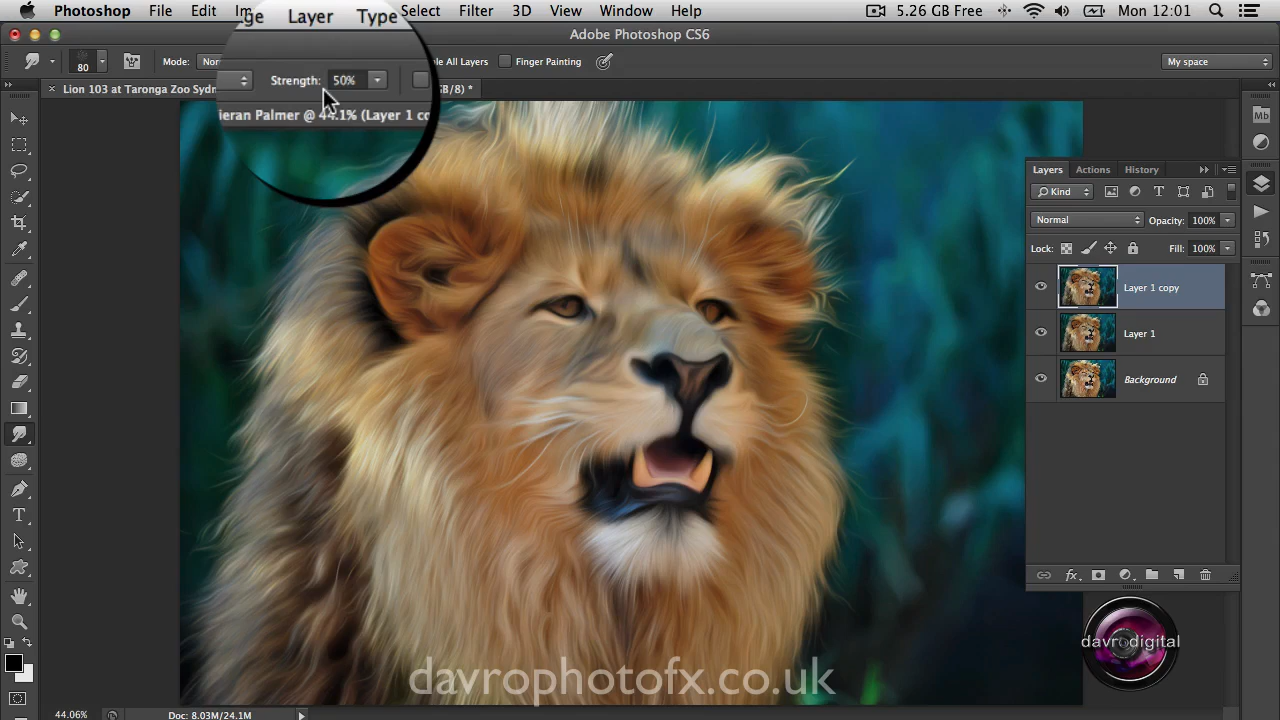 Photoshop File Edit Layer Type Select Filter 3D View Window Help 5.26 GB Free Mon 12:01
Adobe Photoshop CS6
80 Mode: Strength: 50% All Layers Finger Painting My space
Lion 103 at Taronga Zoo Palmer @ 44.1% (Layer 1 *
Mb
Layers Actions History
Kind T
Normal Opacity: 100%
Lock: Fill: 100%
Layer 1 copy
Layer 1
Background
T
fx
davrodigital
davrophotofx.co.uk
44.06% Doc: 8.03M/24.1M